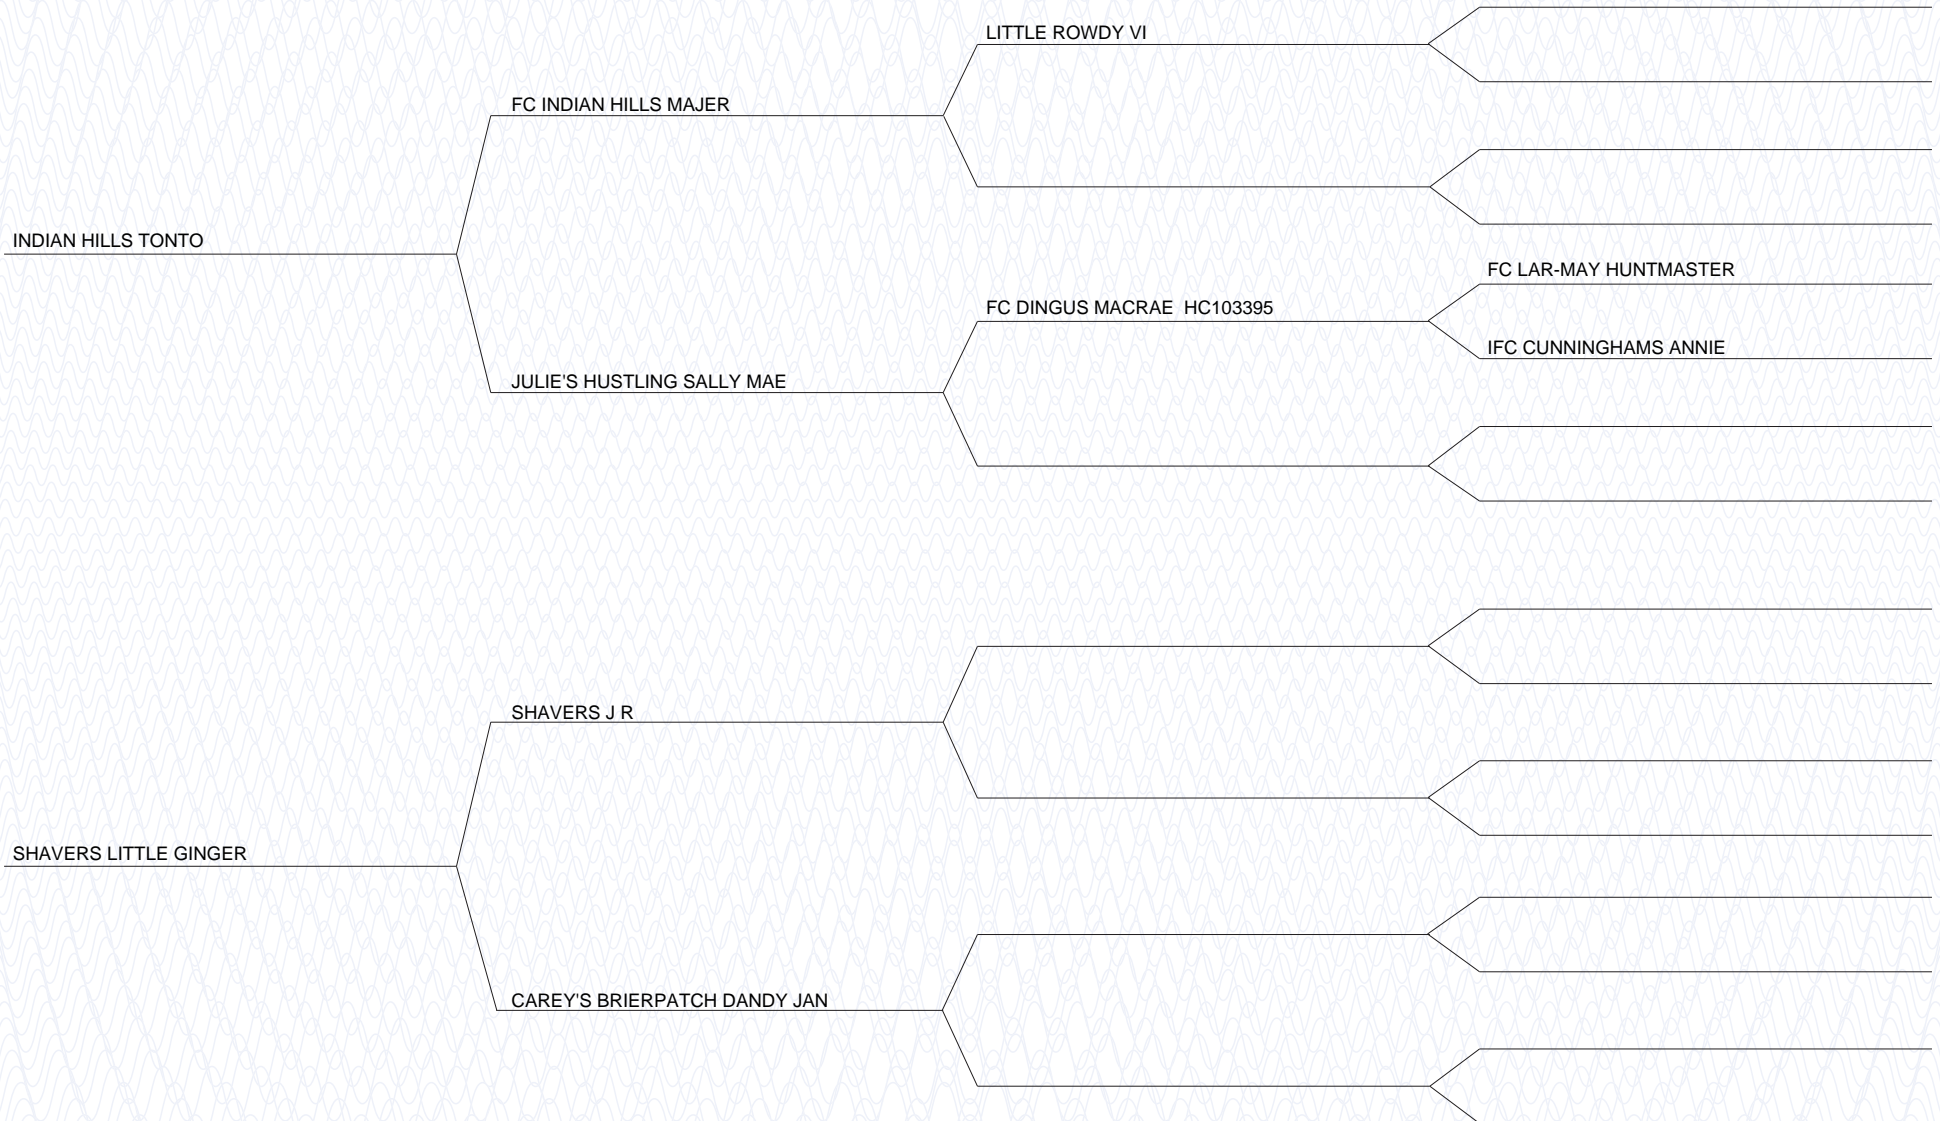 LITTLE ROWDY VI
FC INDIAN HILLS MAJER
INDIAN HILLS TONTO
FC LAR-MAY HUNTMASTER
FC DINGUS MACRAE  HC103395
IFC CUNNINGHAMS ANNIE
JULIE'S HUSTLING SALLY MAE
SHAVERS J R
SHAVERS LITTLE GINGER
CAREY'S BRIERPATCH DANDY JAN